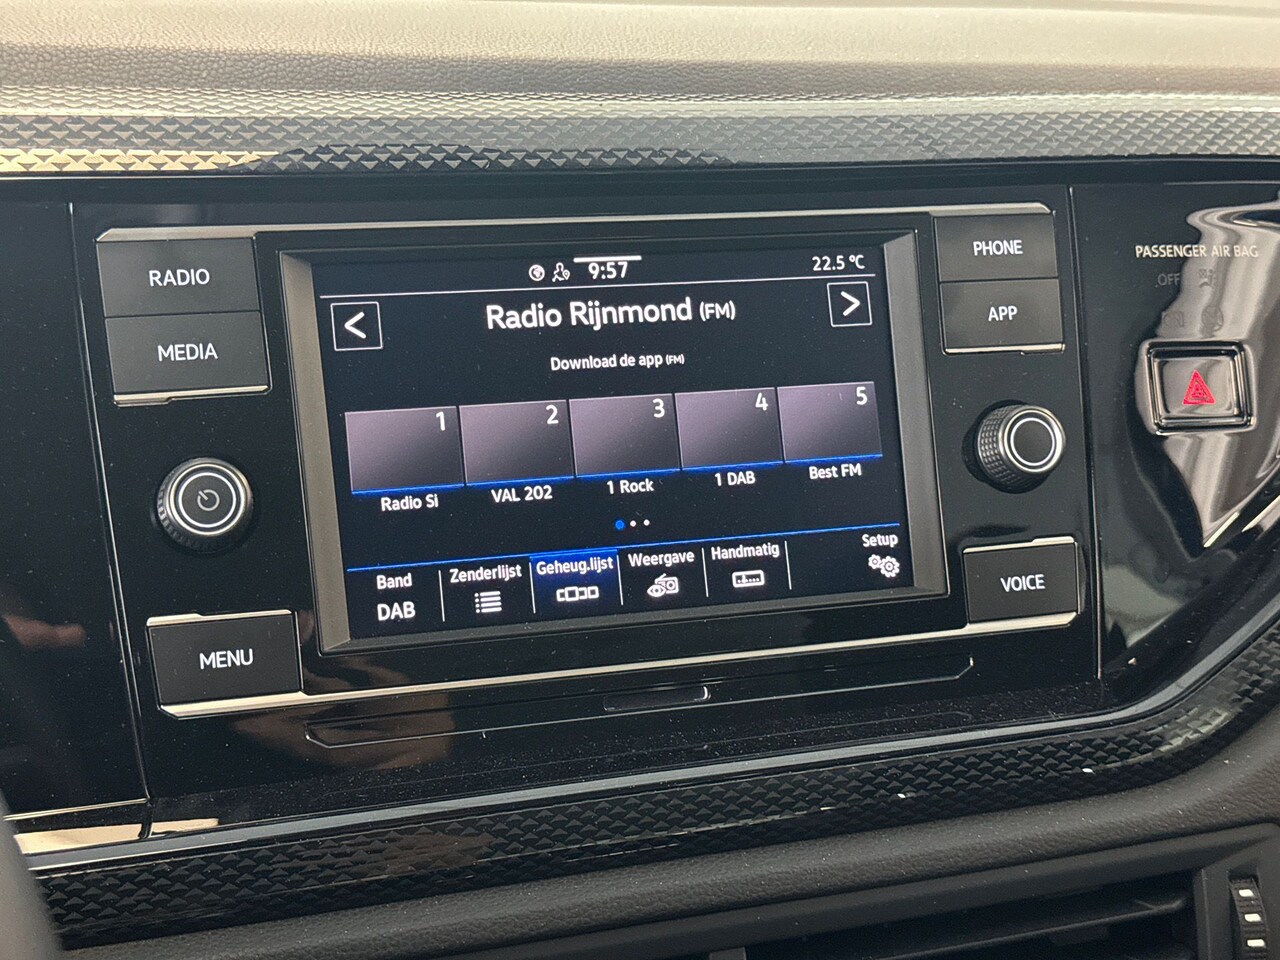 RADIO
MEDIA
MENU
9:57
22.5 °C
<
Radio Rijnmond (FM)
>
Download de app (FM)
1
2
3
4
5
Radio Si
VAL 202
1 Rock
1 DAB
Best FM
Band
DAB
Zenderlijst
Geheug.lijst
Weergave
Handmatig
Setup
PHONE
APP
VOICE
PASSENGER AIR BAG
OFF